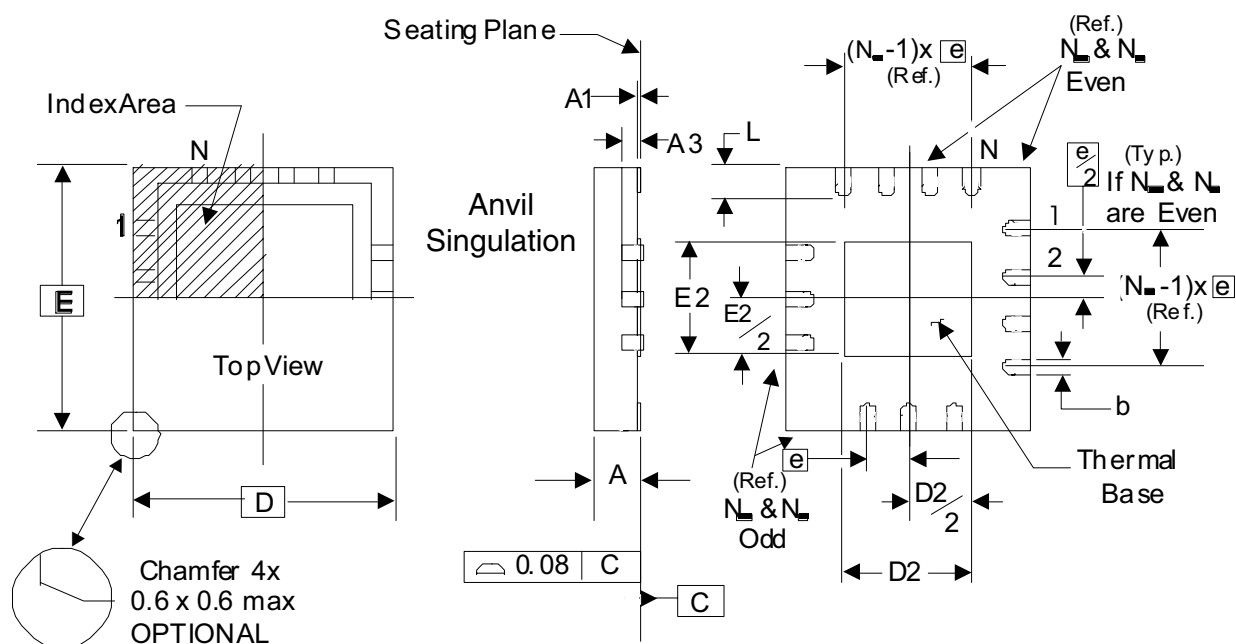 Seating Plane
IndexArea
N
1
E
TopView
D
Chamfer 4x
0.6 x 0.6 max
OPTIONAL
A1
A3
L
Anvil
Singulation
A
0.08 C
C
(Ref.)
N & N
Even
(N -1)x e
(Ref.)
N
e/2
(Typ.)
If N & N
are Even
1
2
(N -1)x e
(Ref.)
E2
E2/2
b
Thermal
Base
e
(Ref.)
N & N
Odd
D2/2
D2